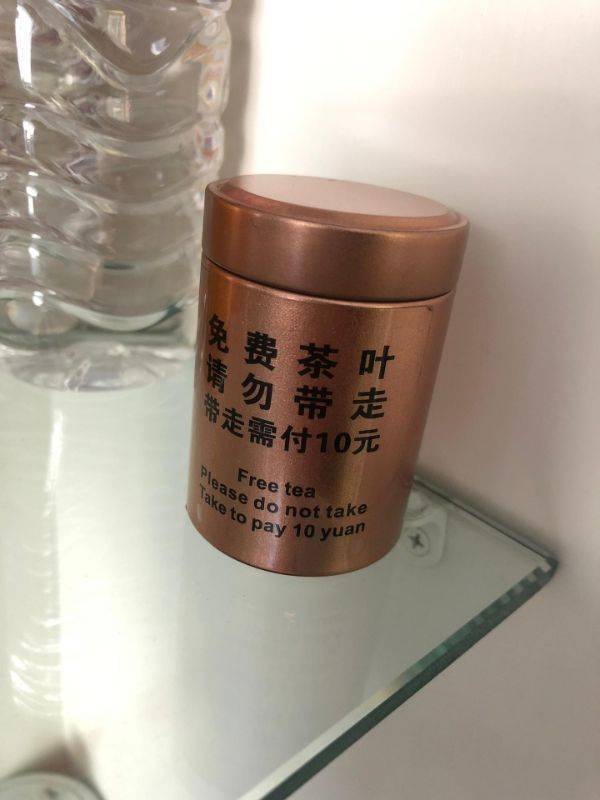 免费茶叶
请勿带走
带走需付10元
Free tea
Please do not take
Take to pay 10 yuan